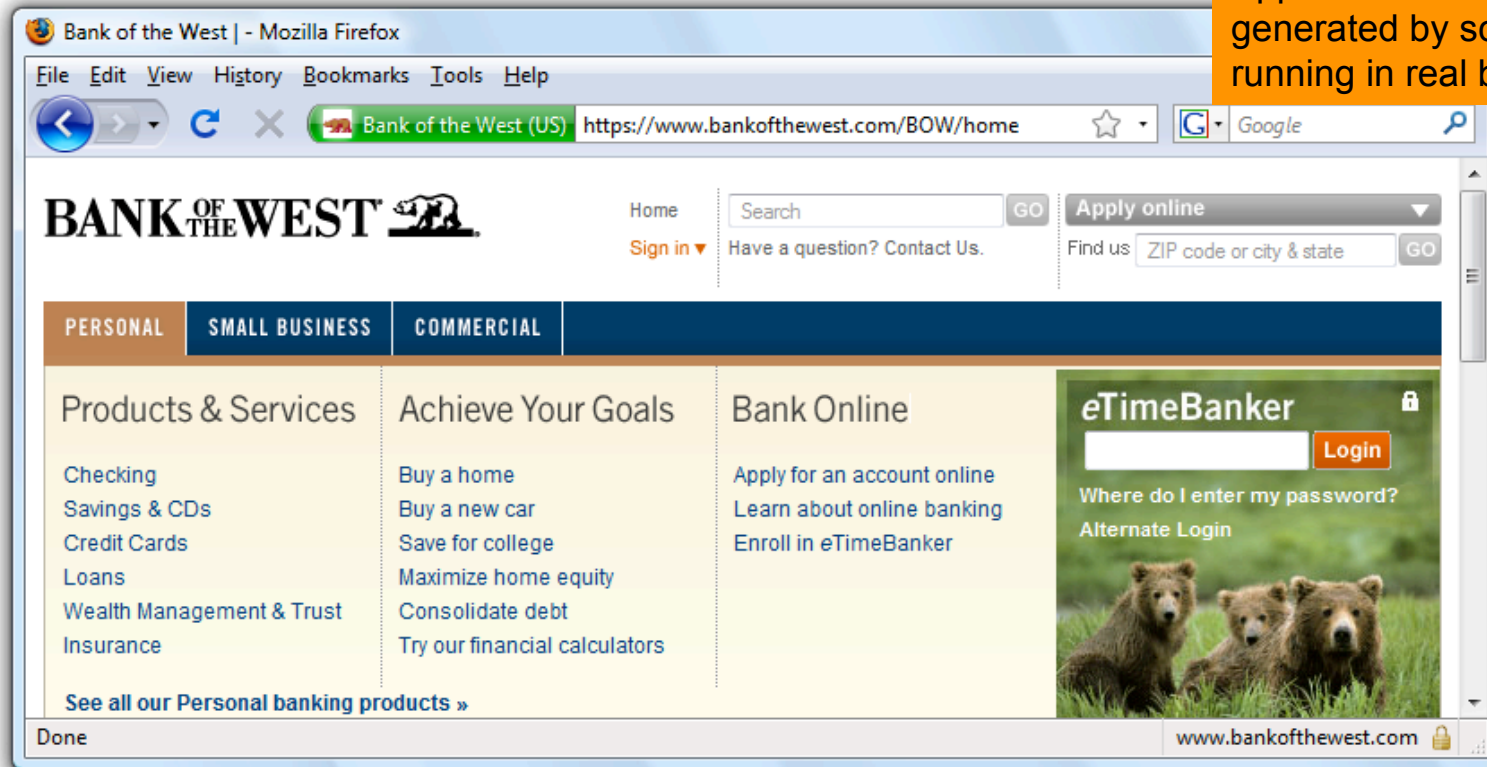 generated by
running in real
Bank of the West | - Mozilla Firefox
File Edit View History Bookmarks Tools Help
Bank of the West (US) https://www.bankofthewest.com/BOW/home G Google
BANK OF THE WEST
Home
Sign in ▼
Search GO
Have a question? Contact Us.
Apply online
Find us ZIP code or city & state GO
PERSONAL SMALL BUSINESS COMMERCIAL
Products & Services
Checking
Savings & CDs
Credit Cards
Loans
Wealth Management & Trust
Insurance
See all our Personal banking products »
Achieve Your Goals
Buy a home
Buy a new car
Save for college
Maximize home equity
Consolidate debt
Try our financial calculators
Bank Online
Apply for an account online
Learn about online banking
Enroll in eTimeBanker
eTimeBanker
Login
Where do I enter my password?
Alternate Login
Done www.bankofthewest.com